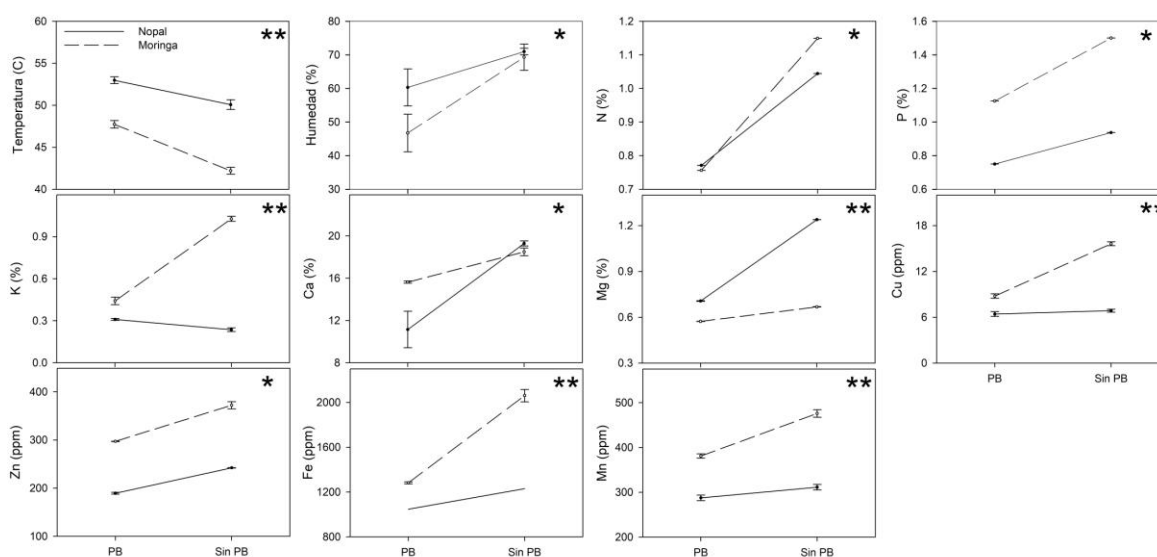 Nopal
Moringa
Temperatura (C)
60
55
50
45
40
**
Humedad (%)
80
70
60
50
40
30
*
N (%)
1.2
1.1
1.0
0.9
0.8
0.7
*
P (%)
1.6
1.4
1.2
1.0
0.8
0.6
*
K (%)
0.9
0.6
0.3
0.0
**
Ca (%)
20
16
12
8
*
Mg (%)
1.2
0.9
0.6
0.3
**
Cu (ppm)
18
12
6
0
**
PB
Sin PB
Zn (ppm)
400
300
200
100
*
PB
Sin PB
Fe (ppm)
2000
1600
1200
800
**
PB
Sin PB
Mn (ppm)
500
400
300
200
**
PB
Sin PB